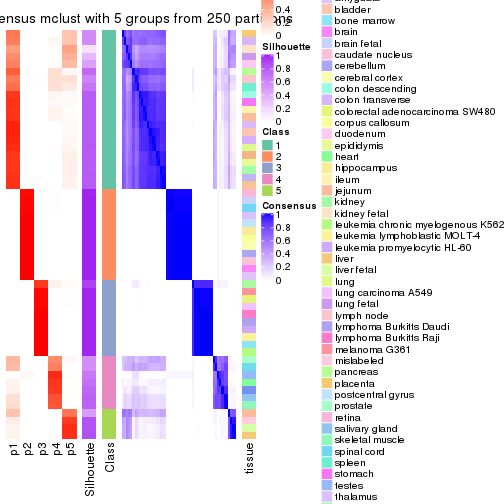 ensus mclust with 5 groups from 250 partitions
p1
p2
p3
p4
p5
Silhouette
Class
tissue
0.4
0.2
0
Silhouette
1
0.8
0.6
0.4
0.2
0
Class
1
2
3
4
5
Consensus
1
0.8
0.6
0.4
0.2
0
bladder
bone marrow
brain
brain fetal
caudate nucleus
cerebellum
cerebral cortex
colon descending
colon transverse
colorectal adenocarcinoma SW480
corpus callosum
duodenum
epididymis
heart
hippocampus
ileum
jejunum
kidney
kidney fetal
leukemia chronic myelogenous K562
leukemia lymphoblastic MOLT-4
leukemia promyelocytic HL-60
liver
liver fetal
lung
lung carcinoma A549
lung fetal
lymph node
lymphoma Burkitts Daudi
lymphoma Burkitts Raji
melanoma G361
mislabeled
pancreas
placenta
postcentral gyrus
prostate
retina
salivary gland
skeletal muscle
spinal cord
spleen
stomach
testes
thalamus